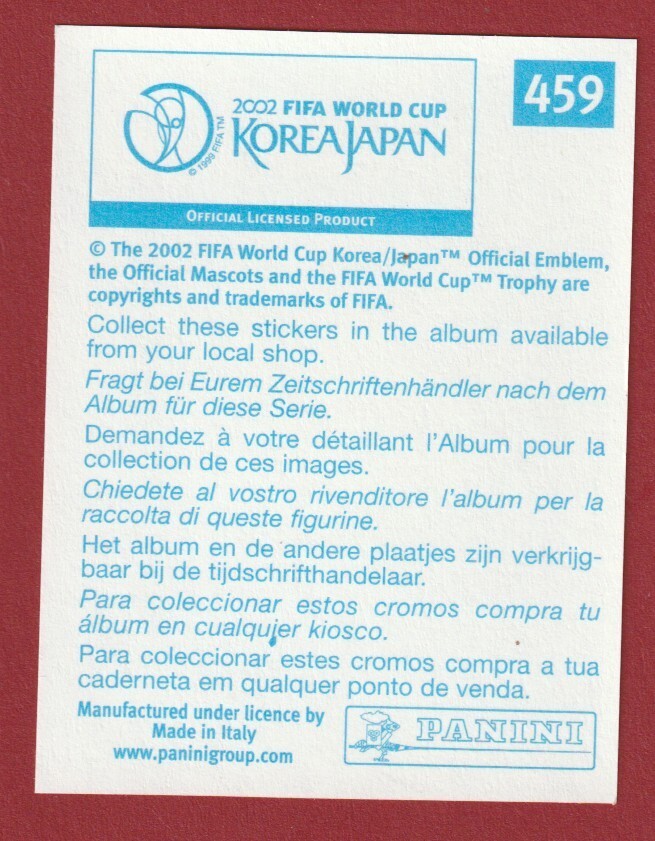 459
2002 FIFA WORLD CUP
KOREA JAPAN
© 1999 FIFA TM
OFFICIAL LICENSED PRODUCT
© The 2002 FIFA World Cup Korea/Japan™ Official Emblem,
the Official Mascots and the FIFA World Cup™ Trophy are
copyrights and trademarks of FIFA.
Collect these stickers in the album available
from your local shop.
Fragt bei Eurem Zeitschriftenhändler nach dem
Album für diese Serie.
Demandez à votre détaillant l'Album pour la
collection de ces images.
Chiedete al vostro rivenditore l'album per la
raccolta di queste figurine.
Het album en de andere plaatjes zijn verkrijg-
baar bij de tijdschrifthandelaar.
Para coleccionar estos cromos compra tu
álbum en cualquier kiosco.
Para coleccionar estes cromos compra a tua
caderneta em qualquer ponto de venda.
Manufactured under licence by
Made in Italy
www.paninigroup.com
PANINI